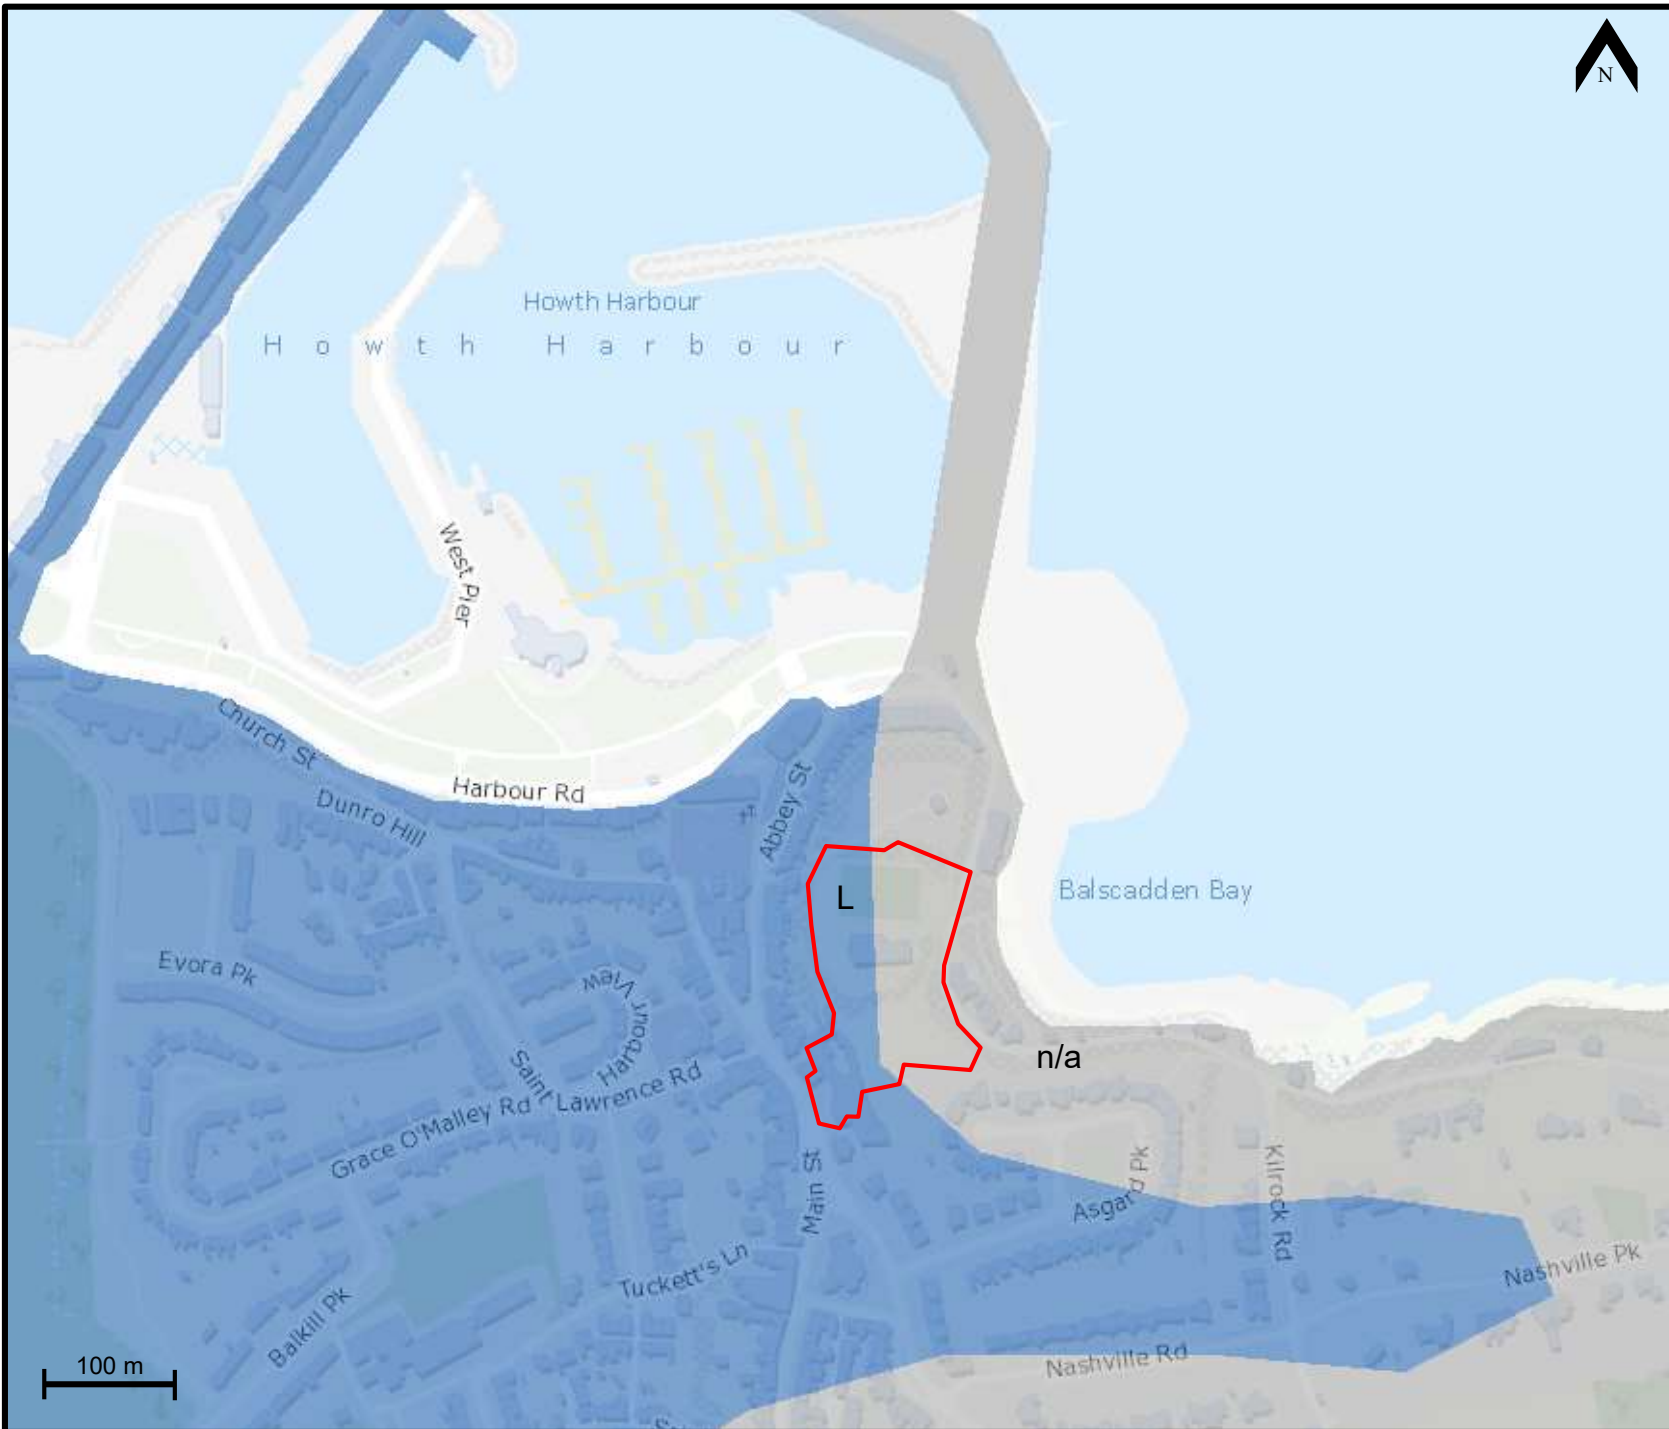 N
Howth Harbour
Howth Harbour
West Pier
Church St
Harbour Rd
Dunro Hill
Abbey St
L
Balscadden Bay
Evora Pk
Harbour View
n/a
Saint Lawrence Rd
Grace O'Malley Rd
Main St
Asgard Pk
Kilrock Rd
Tuckett's Ln
Nashville Pk
Balkill Pk
Nashville Rd
100 m